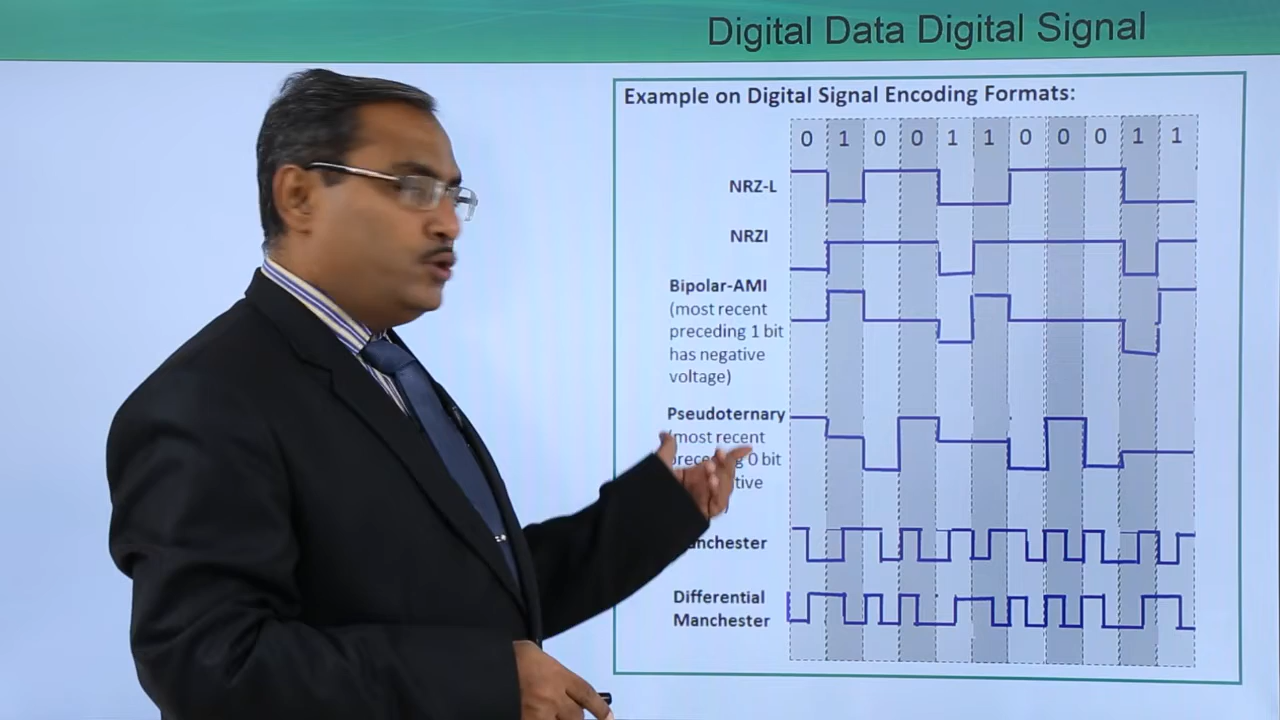 Digital Data Digital Signal
Example on Digital Signal Encoding Formats:
0 1 0 0 1 1 0 0 0 1 1
NRZ-L
NRZI
Bipolar-AMI
(most recent
preceding 1 bit
has negative
voltage)
Pseudoternary
(most recent
0 bit
Manchester
Differential
Manchester